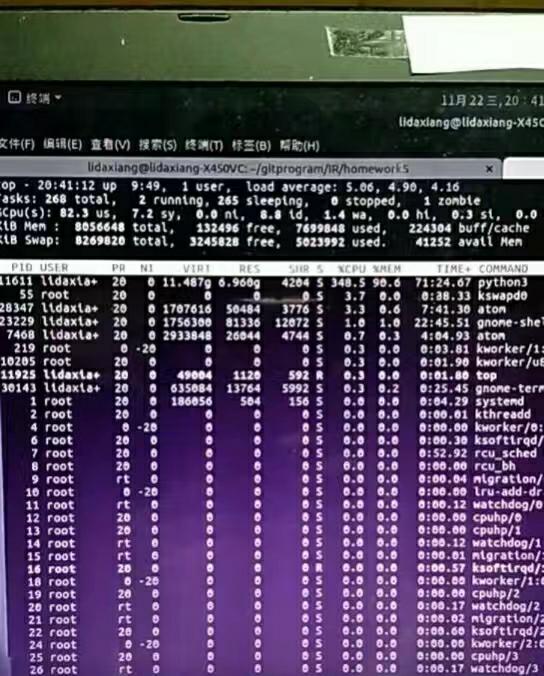 终端
11月 22 三, 20∶41
lidaxiang@lidaxiang-X450
文件(F) 编辑(E) 查看(V) 搜索(S) 终端(T) 标签(B) 帮助(H)
lidaxiang@lidaxiang-X450VC: ~/gitprogram/IR/homework5 ×
top - 20:41:12 up 9:49, 1 user, load average: 5.06, 4.90, 4.16
Tasks: 268 total, 2 running, 265 sleeping, 0 stopped, 1 zombie
%Cpu(s): 82.3 us, 7.2 sy, 0.0 ni, 8.8 id, 1.4 wa, 0.0 hi, 0.3 si, 0.0
KiB Mem : 8056648 total, 132496 free, 7699848 used, 224304 buff/cache
KiB Swap: 8269820 total, 3245828 free, 5023992 used. 41252 avail Mem
PID USER PR NI VIRT RES SHR S %CPU %MEM TIME+ COMMAND
11611 lidaxia+ 20 0 11.487g 6.960g 4204 S 348.5 90.6 71:24.67 python3
55 root 20 0 0 0 0 S 3.7 0.0 0:38.33 kswapd0
28347 lidaxia+ 20 0 1707616 50484 3776 S 3.3 0.6 7:41.30 atom
23229 lidaxia+ 20 0 1756300 81336 12072 S 1.0 1.0 22:45.51 gnome-shel
7468 lidaxia+ 20 0 2933848 26044 4744 S 0.7 0.3 4:04.93 atom
219 root 0 -20 0 0 0 S 0.3 0.0 0:03.81 kworker/1:
10205 root 20 0 0 0 0 S 0.3 0.0 0:01.90 kworker/u8
11925 lidaxia+ 20 0 49004 1120 592 R 0.3 0.0 0:01.80 top
30143 lidaxia+ 20 0 635084 13764 5992 S 0.3 0.2 0:25.45 gnome-term
1 root 20 0 186056 504 156 S 0.0 0.0 0:04.29 systemd
2 root 20 0 0 0 0 S 0.0 0.0 0:00.01 kthreadd
4 root 0 -20 0 0 0 S 0.0 0.0 0:00.00 kworker/0:
6 root 20 0 0 0 0 S 0.0 0.0 0:00.30 ksoftirqd/
7 root 20 0 0 0 0 S 0.0 0.0 0:52.92 rcu_sched
8 root 20 0 0 0 0 S 0.0 0.0 0:00.00 rcu_bh
9 root rt 0 0 0 0 S 0.0 0.0 0:00.04 migration/
10 root 0 -20 0 0 0 S 0.0 0.0 0:00.00 lru-add-dr
11 root rt 0 0 0 0 S 0.0 0.0 0:00.12 watchdog/0
12 root 20 0 0 0 0 S 0.0 0.0 0:00.00 cpuhp/0
13 root 20 0 0 0 0 S 0.0 0.0 0:00.00 cpuhp/1
14 root rt 0 0 0 0 S 0.0 0.0 0:00.12 watchdog/1
15 root rt 0 0 0 0 S 0.0 0.0 0:00.01 migration/
16 root 20 0 0 0 0 R 0.0 0.0 0:00.57 ksoftirqd/
18 root 0 -20 0 0 0 S 0.0 0.0 0:00.00 kworker/1:0
19 root 20 0 0 0 0 S 0.0 0.0 0:00.00 cpuhp/2
20 root rt 0 0 0 0 S 0.0 0.0 0:00.17 watchdog/2
21 root rt 0 0 0 0 S 0.0 0.0 0:00.02 migration/2
22 root 20 0 0 0 0 S 0.0 0.0 0:00.60 ksoftirqd/2
24 root 0 -20 0 0 0 S 0.0 0.0 0:00.00 kworker/2:0
25 root 20 0 0 0 0 S 0.0 0.0 0:00.00 cpuhp/3
26 root rt 0 0 0 0 S 0.0 0.0 0:00.17 watchdog/3